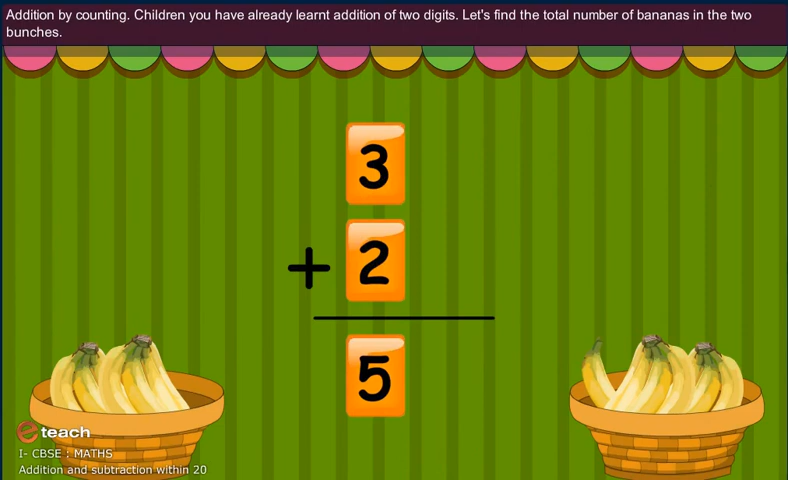 Addition by counting. Children you have already learnt addition of two digits. Let's find the total number of bananas in the two
bunches.
3
+ 2
5
e teach
I- CBSE : MATHS
Addition and subtraction within 20